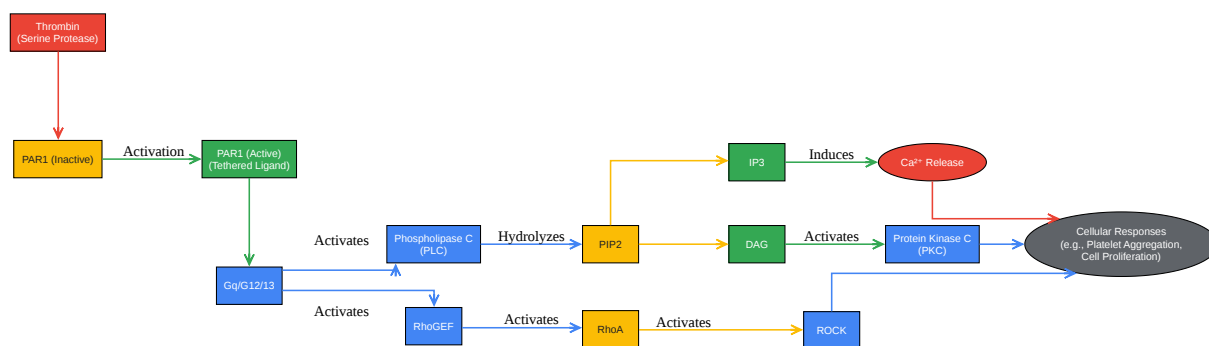 Thrombin
(Serine Protease)
PAR1 (Inactive)
Activation
PAR1 (Active)
(Tethered Ligand)
IP3
Induces
Ca²⁺ Release
Activates
Phospholipase C
(PLC)
Hydrolyzes
PIP2
DAG
Activates
Protein Kinase C
(PKC)
Cellular Responses
(e.g., Platelet Aggregation,
Cell Proliferation)
Gq/G12/13
Activates
RhoGEF
Activates
RhoA
Activates
ROCK